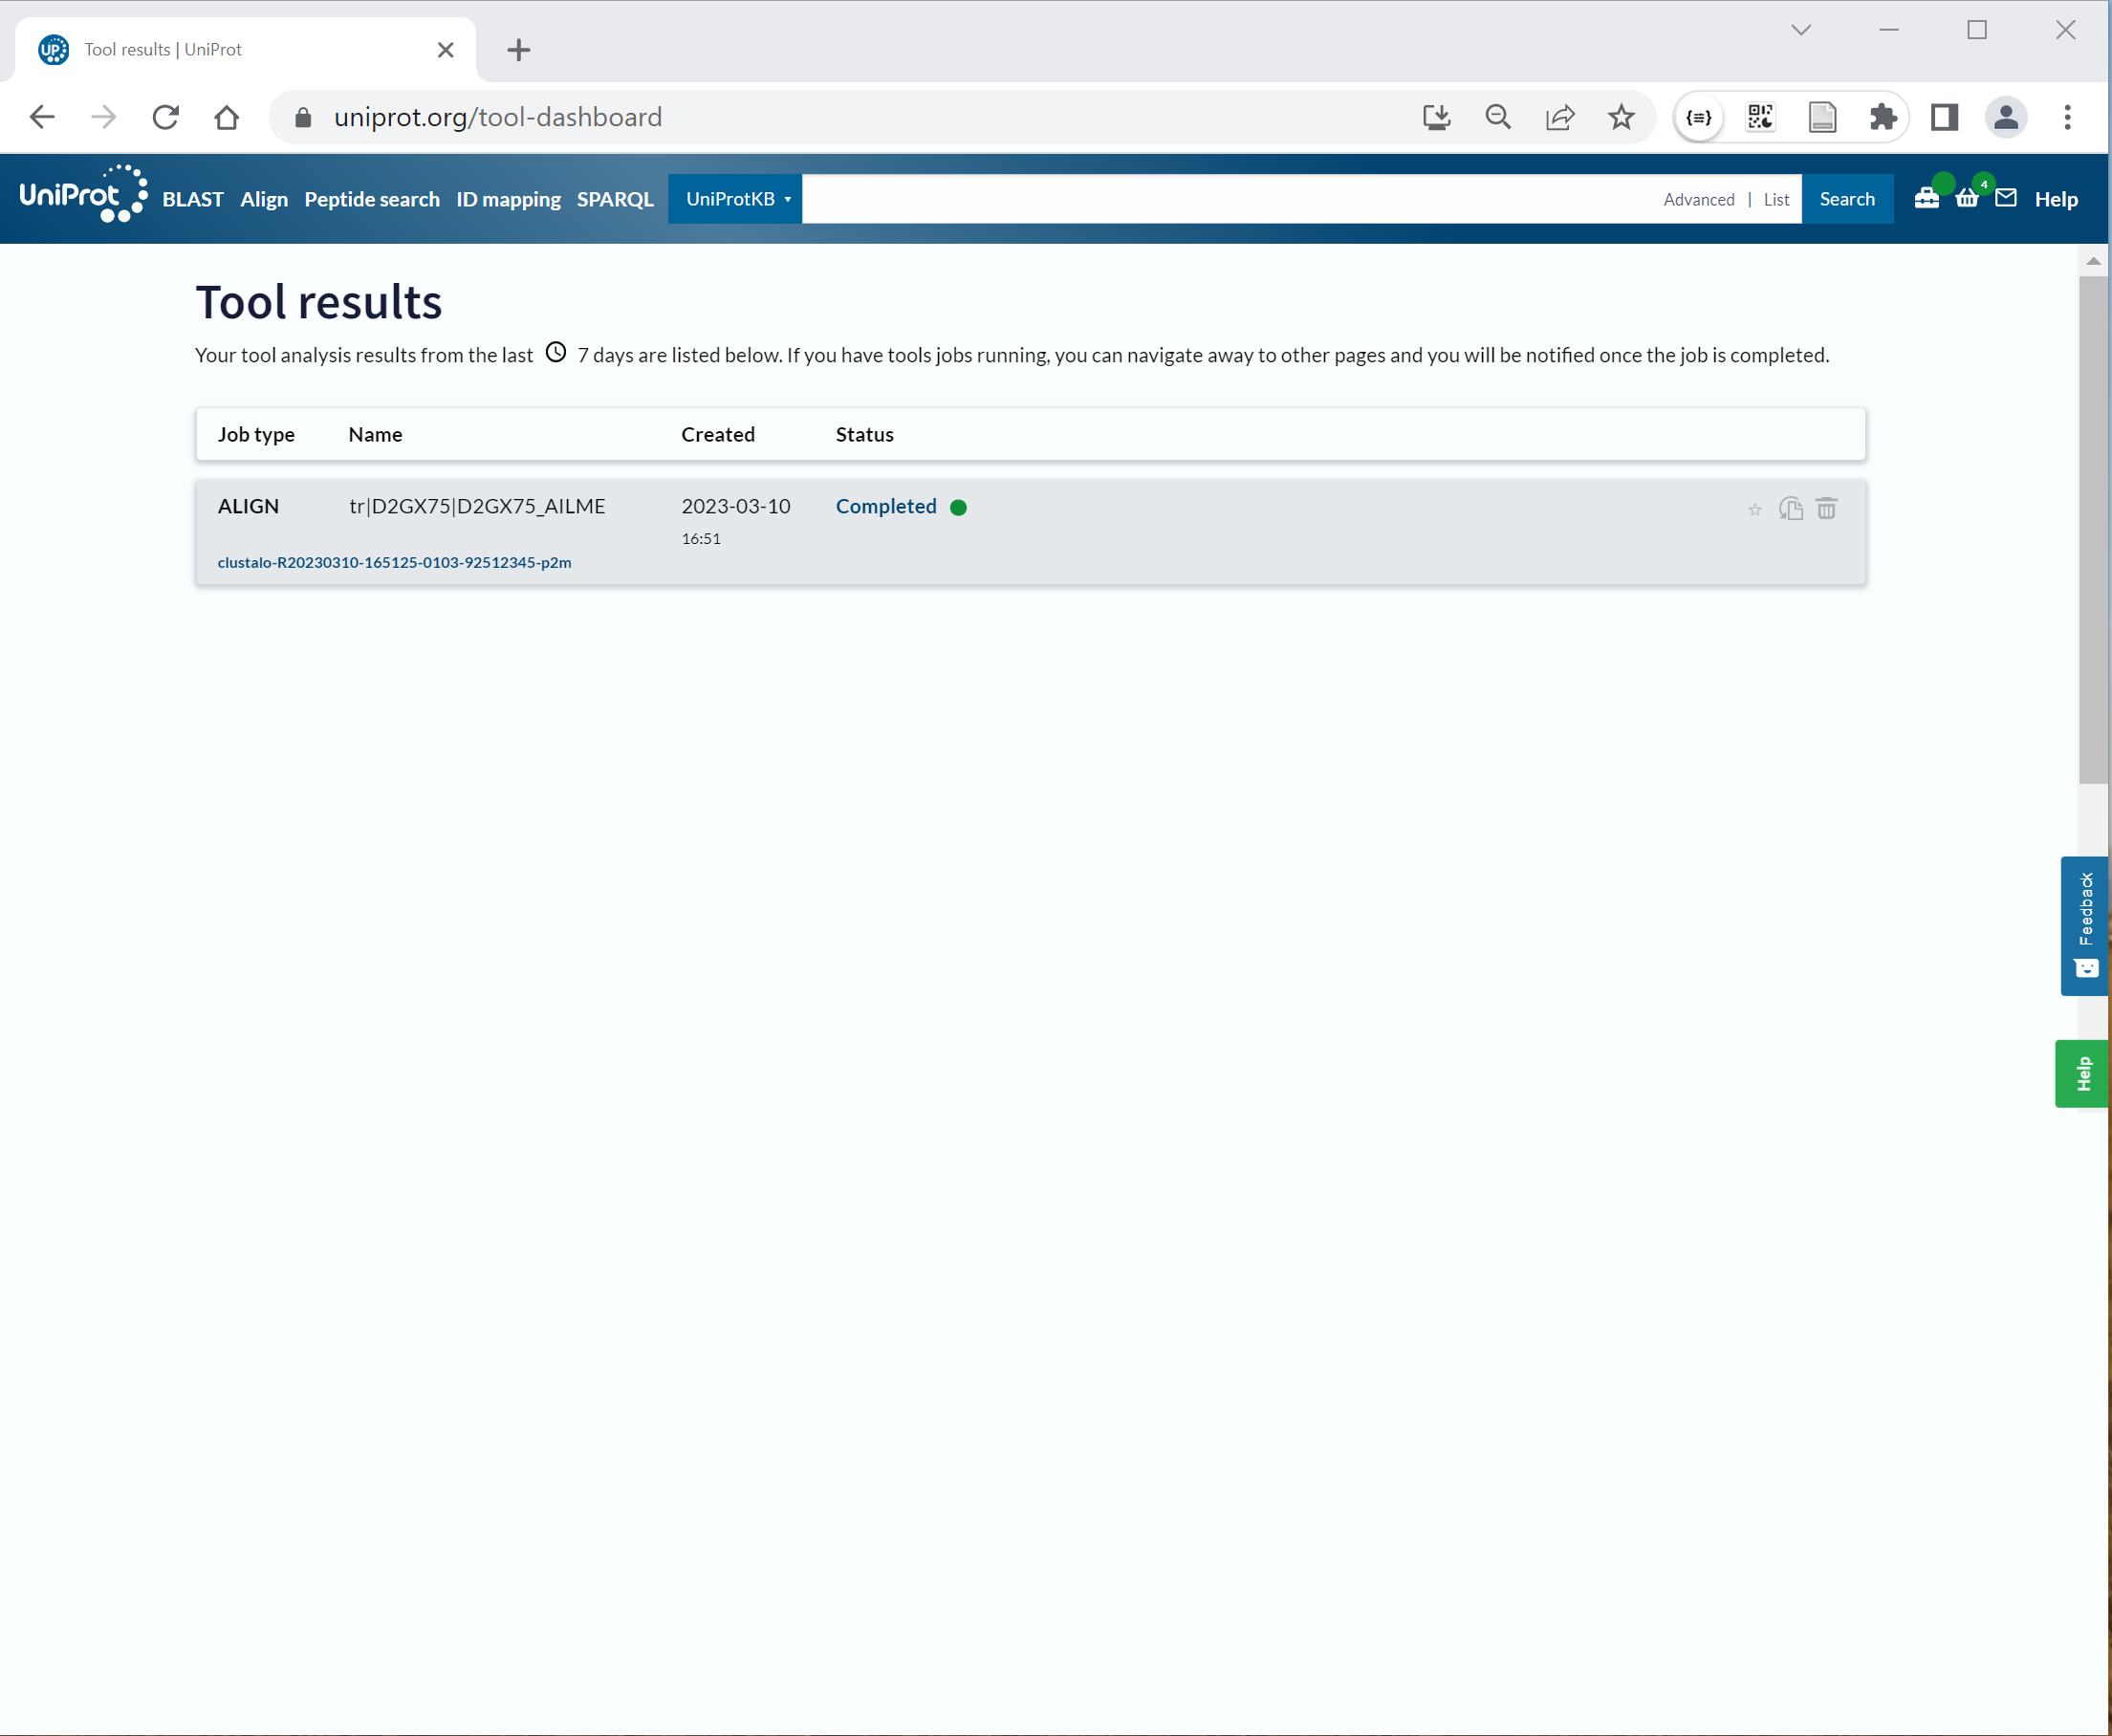 Tool results | UniProt
uniprot.org/tool-dashboard
UniProt BLAST Align Peptide search ID mapping SPARQL UniProtKB Advanced | List Search 4 Help
Tool results
Your tool analysis results from the last 7 days are listed below. If you have tools jobs running, you can navigate away to other pages and you will be notified once the job is completed.
Job type Name Created Status
ALIGN tr|D2GX75|D2GX75_AILME 2023-03-10 Completed
16:51
clustalo-R20230310-165125-0103-92512345-p2m
Feedback
Help